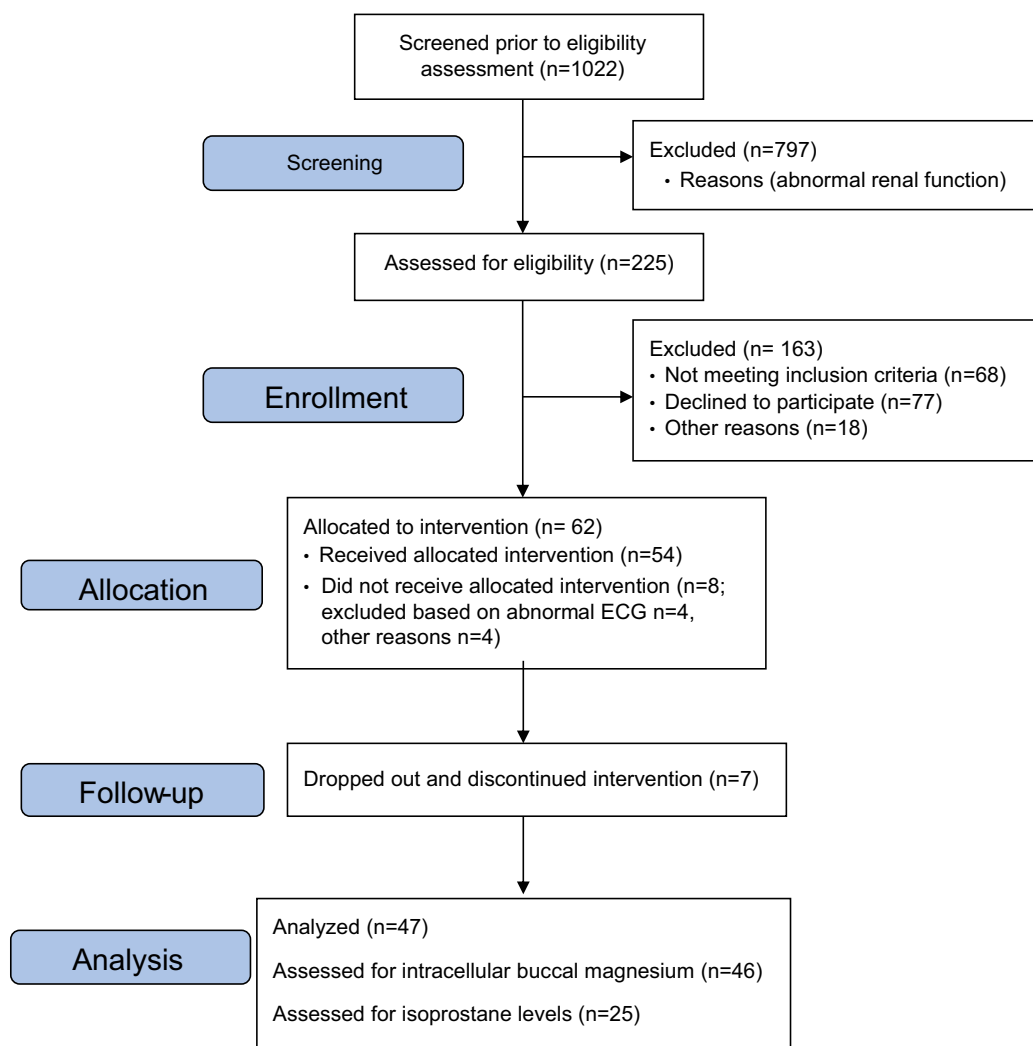 Screened prior to eligibility
assessment (n=1022)
Screening
Excluded (n=797)
• Reasons (abnormal renal function)
Assessed for eligibility (n=225)
Excluded (n= 163)
• Not meeting inclusion criteria (n=68)
• Declined to participate (n=77)
• Other reasons (n=18)
Enrollment
Allocated to intervention (n= 62)
• Received allocated intervention (n=54)
• Did not receive allocated intervention (n=8;
excluded based on abnormal ECG n=4,
other reasons n=4)
Allocation
Dropped out and discontinued intervention (n=7)
Follow-up
Analyzed (n=47)
Assessed for intracellular buccal magnesium (n=46)
Assessed for isoprostane levels (n=25)
Analysis